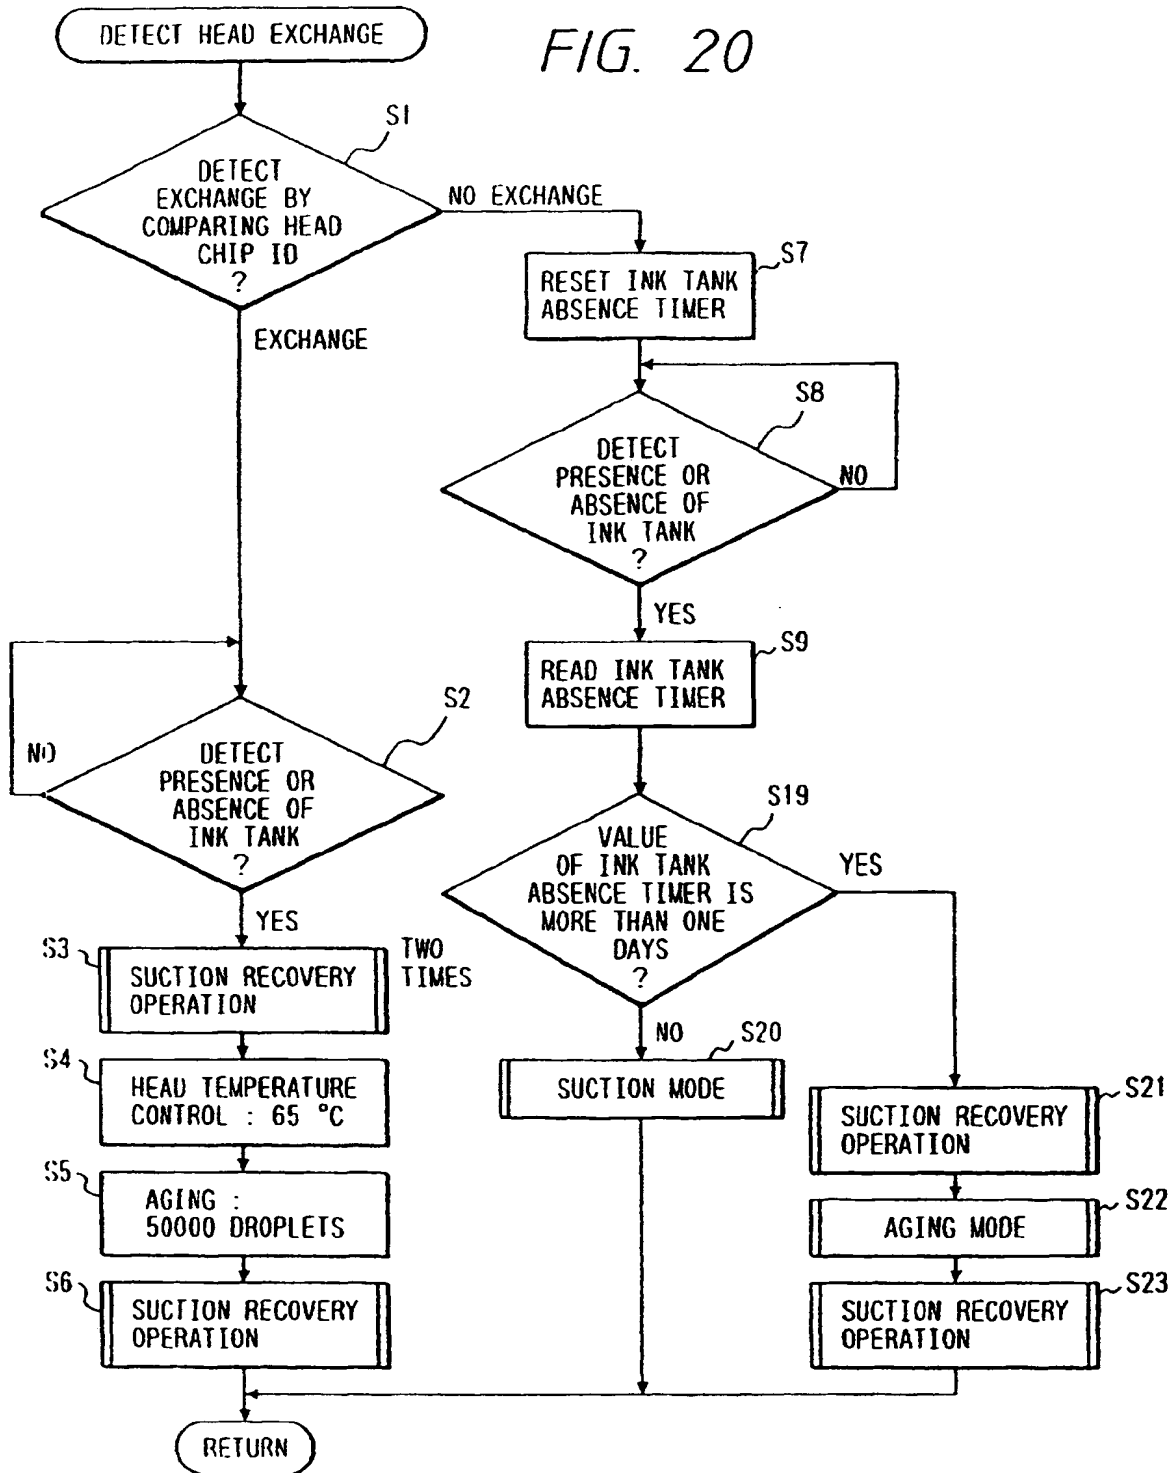 DETECT HEAD EXCHANGE
FIG. 20
S1
DETECT
EXCHANGE BY
COMPARING HEAD
CHIP ID
?
NO EXCHANGE
EXCHANGE
S7
RESET INK TANK
ABSENCE TIMER
S8
DETECT
PRESENCE OR
ABSENCE OF
INK TANK
?
NO
YES
S9
READ INK TANK
ABSENCE TIMER
S2
NO
DETECT
PRESENCE OR
ABSENCE OF
INK TANK
?
YES
S19
VALUE
OF INK TANK
ABSENCE TIMER IS
MORE THAN ONE
DAYS
?
YES
NO
S3
SUCTION RECOVERY
OPERATION
TWO
TIMES
S4
HEAD TEMPERATURE
CONTROL : 65 °C
S5
AGING :
50000 DROPLETS
S6
SUCTION RECOVERY
OPERATION
S20
SUCTION MODE
S21
SUCTION RECOVERY
OPERATION
S22
AGING MODE
S23
SUCTION RECOVERY
OPERATION
RETURN